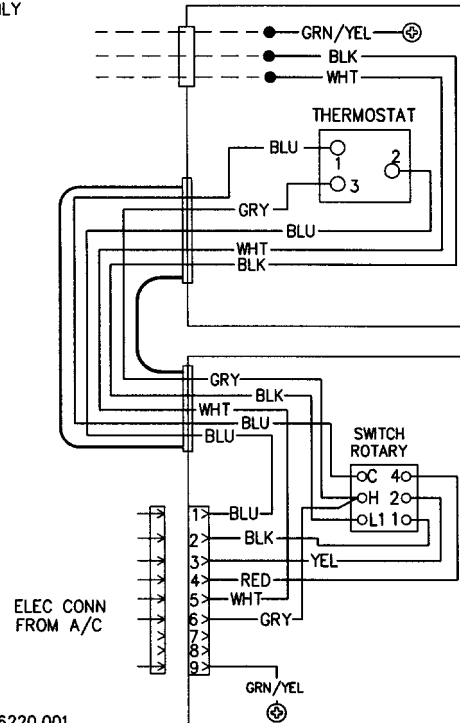 GRN/YEL
BLK
WHT
THERMOSTAT
BLU
1
2
3
GRY
BLU
WHT
BLK
GRY
BLK
WHT
BLU
BLU
SWITCH
ROTARY
C 4
H 2
L1 1
1 BLU
2 BLK
3 YEL
4 RED
5 WHT
6 GRY
7
8
9
ELEC CONN
FROM A/C
GRN/YEL
6220.001